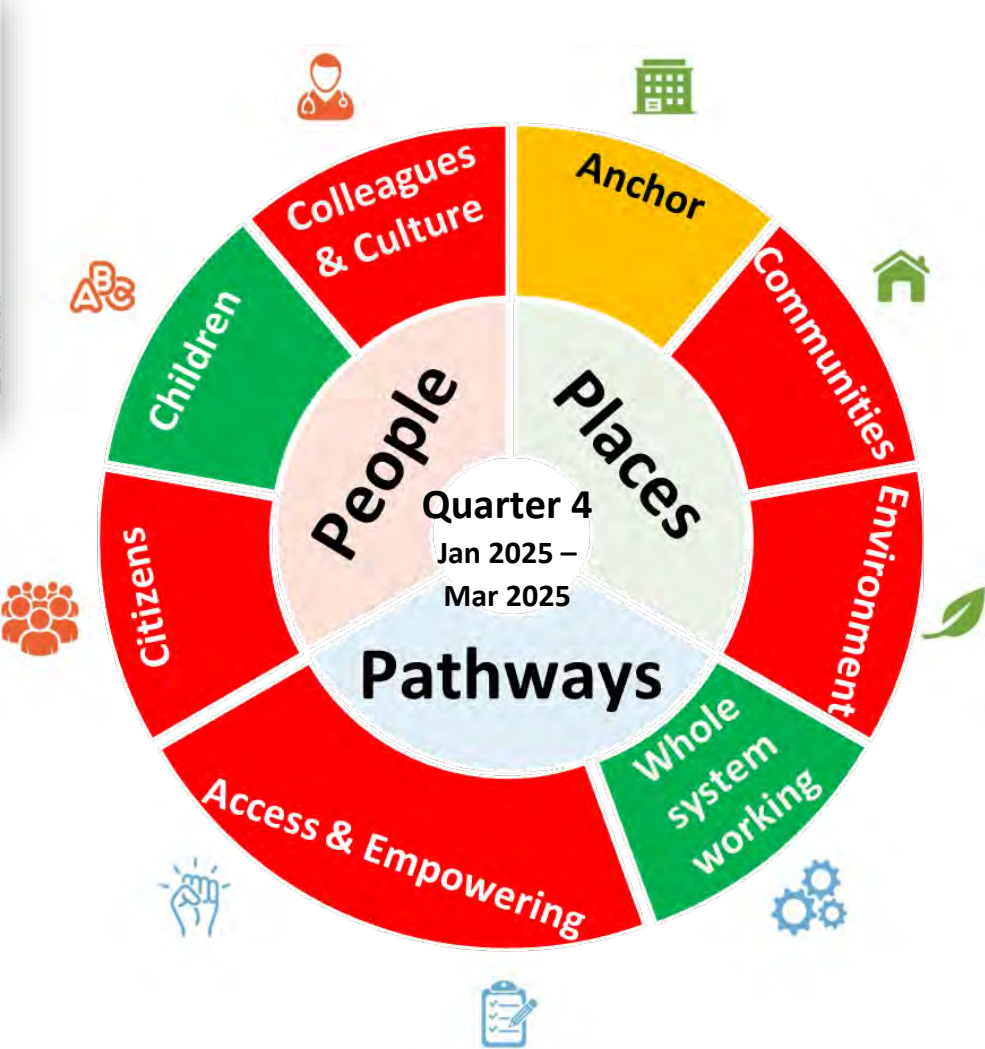 Colleagues
& Culture
Anchor
Communities
Environment
Whole
system
working
Access & Empowering
Citizens
Children
People
Places
Pathways
Quarter 4
Jan 2025 –
Mar 2025
ABC